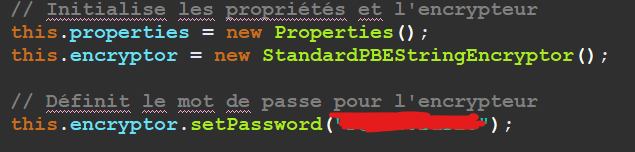 // Initialise les propriétés et l'encrypteur
this.properties = new Properties();
this.encryptor = new StandardPBEStringEncryptor();
// Définit le mot de passe pour l'encrypteur
this.encryptor.setPassword("");